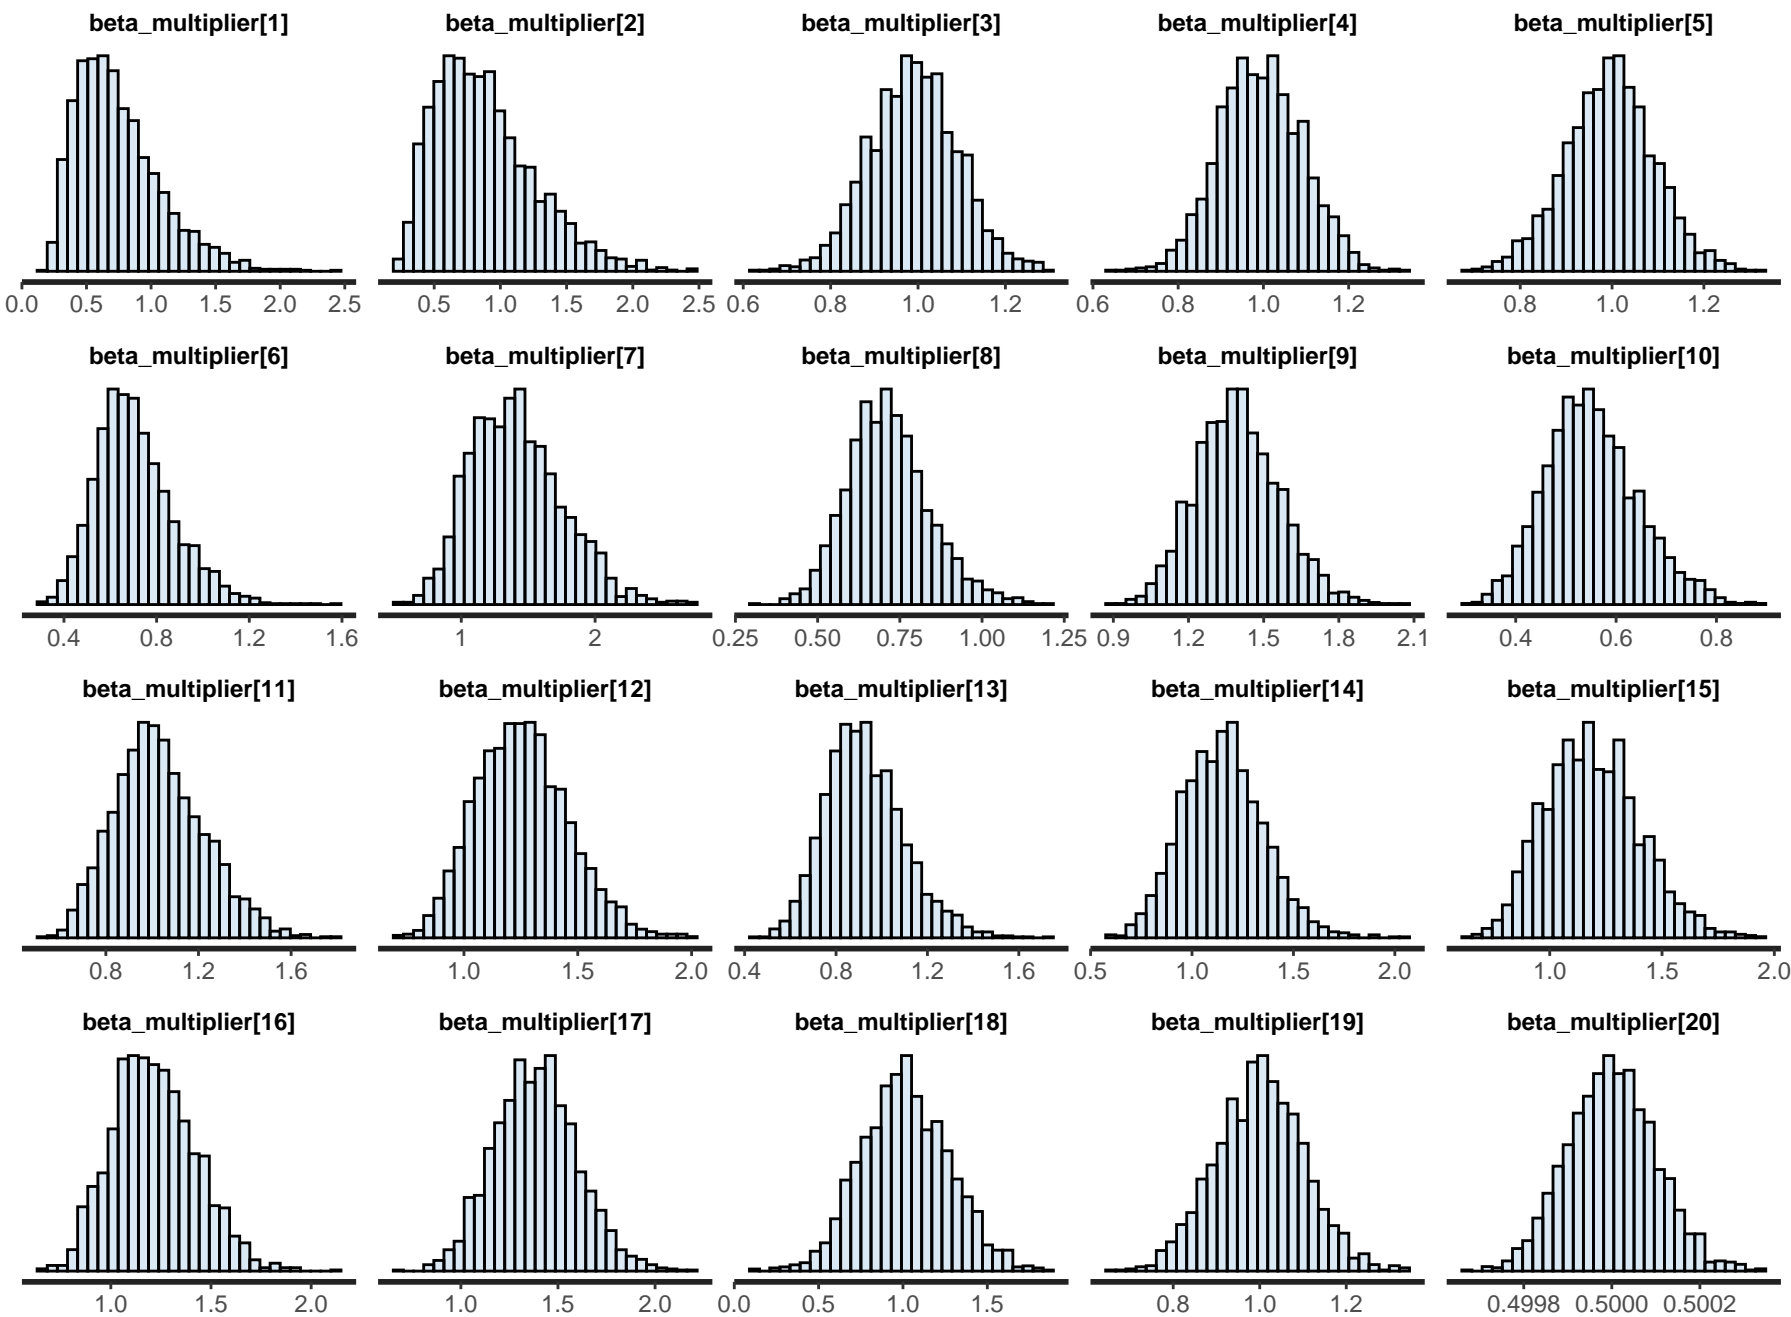 beta_multiplier[1] beta_multiplier[2] beta_multiplier[3] beta_multiplier[4] beta_multiplier[5]
0.0 0.5 1.0 1.5 2.0 2.5 0.5 1.0 1.5 2.0 2.5 0.6 0.8 1.0 1.2 0.6 0.8 1.0 1.2 0.8 1.0 1.2
beta_multiplier[6] beta_multiplier[7] beta_multiplier[8] beta_multiplier[9] beta_multiplier[10]
0.4 0.8 1.2 1.6 1 2 0.25 0.50 0.75 1.00 1.25 0.9 1.2 1.5 1.8 2.1 0.4 0.6 0.8
beta_multiplier[11] beta_multiplier[12] beta_multiplier[13] beta_multiplier[14] beta_multiplier[15]
0.8 1.2 1.6 1.0 1.5 2.0 0.4 0.8 1.2 1.6 0.5 1.0 1.5 2.0 1.0 1.5 2.0
beta_multiplier[16] beta_multiplier[17] beta_multiplier[18] beta_multiplier[19] beta_multiplier[20]
1.0 1.5 2.0 1.0 1.5 2.0 0.0 0.5 1.0 1.5 0.8 1.0 1.2 0.4998 0.5000 0.5002